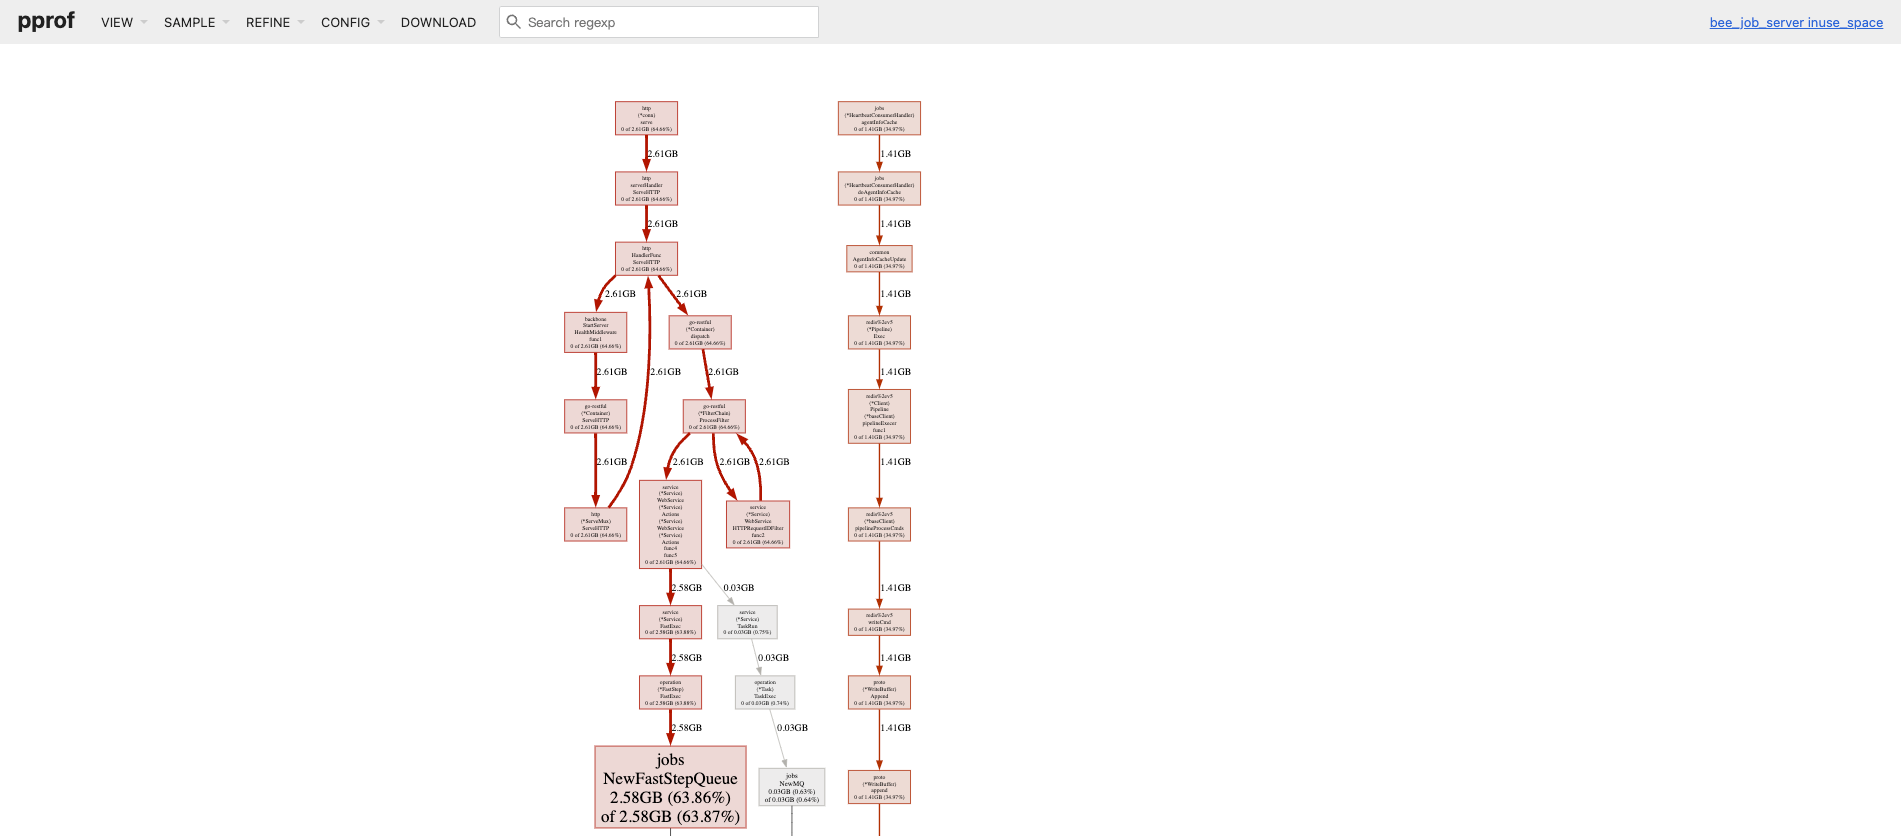 pprof
VIEW
SAMPLE
REFINE
CONFIG
DOWNLOAD
Search regexp
bee_job_server inuse_space
http
(*conn)
serve
0 of 2.61GB (64.66%)
2.61GB
http
serverHandler
ServeHTTP
0 of 2.61GB (64.66%)
2.61GB
http
HandlerFunc
ServeHTTP
0 of 2.61GB (64.66%)
2.61GB
2.61GB
backbone
StartServer
HealthMiddleware
func1
0 of 2.61GB (64.66%)
go-restful
(*Container)
dispatch
0 of 2.61GB (64.66%)
2.61GB
2.61GB
2.61GB
go-restful
(*Container)
ServeHTTP
0 of 2.61GB (64.66%)
go-restful
(*FilterChain)
ProcessFilter
0 of 2.61GB (64.66%)
2.61GB
2.61GB
2.61GB
2.61GB
http
(*ServeMux)
ServeHTTP
0 of 2.61GB (64.66%)
service
(*Service)
WebService
(*Service)
Actions
(*Service)
WebService
(*Service)
Actions
func4
func5
0 of 2.61GB (64.66%)
service
(*Service)
WebService
HTTPRequestIDFilter
func2
0 of 2.61GB (64.66%)
2.58GB
0.03GB
service
(*Service)
FastExec
0 of 2.58GB (63.88%)
service
(*Service)
TaskRun
0 of 0.03GB (0.75%)
2.58GB
0.03GB
operation
(*FastStep)
FastExec
0 of 2.58GB (63.88%)
operation
(*Task)
TaskExec
0 of 0.03GB (0.74%)
2.58GB
0.03GB
jobs
NewFastStepQueue
2.58GB (63.86%)
of 2.58GB (63.87%)
jobs
NewMQ
0.03GB (0.63%)
of 0.03GB (0.64%)
jobs
(*HeartbeatConsumerHandler)
agentInfoCache
0 of 1.41GB (34.97%)
1.41GB
jobs
(*HeartbeatConsumerHandler)
doAgentInfoCache
0 of 1.41GB (34.97%)
1.41GB
common
AgentInfoCacheUpdate
0 of 1.41GB (34.97%)
1.41GB
redis%2ev5
(*Pipeline)
Exec
0 of 1.41GB (34.97%)
1.41GB
redis%2ev5
(*Client)
Pipeline
(*baseClient)
pipelineExecer
func1
0 of 1.41GB (34.97%)
1.41GB
redis%2ev5
(*baseClient)
pipelineProcessCmds
0 of 1.41GB (34.97%)
1.41GB
redis%2ev5
writeCmd
0 of 1.41GB (34.97%)
1.41GB
proto
(*WriteBuffer)
Append
0 of 1.41GB (34.97%)
1.41GB
proto
(*WriteBuffer)
append
0 of 1.41GB (34.97%)